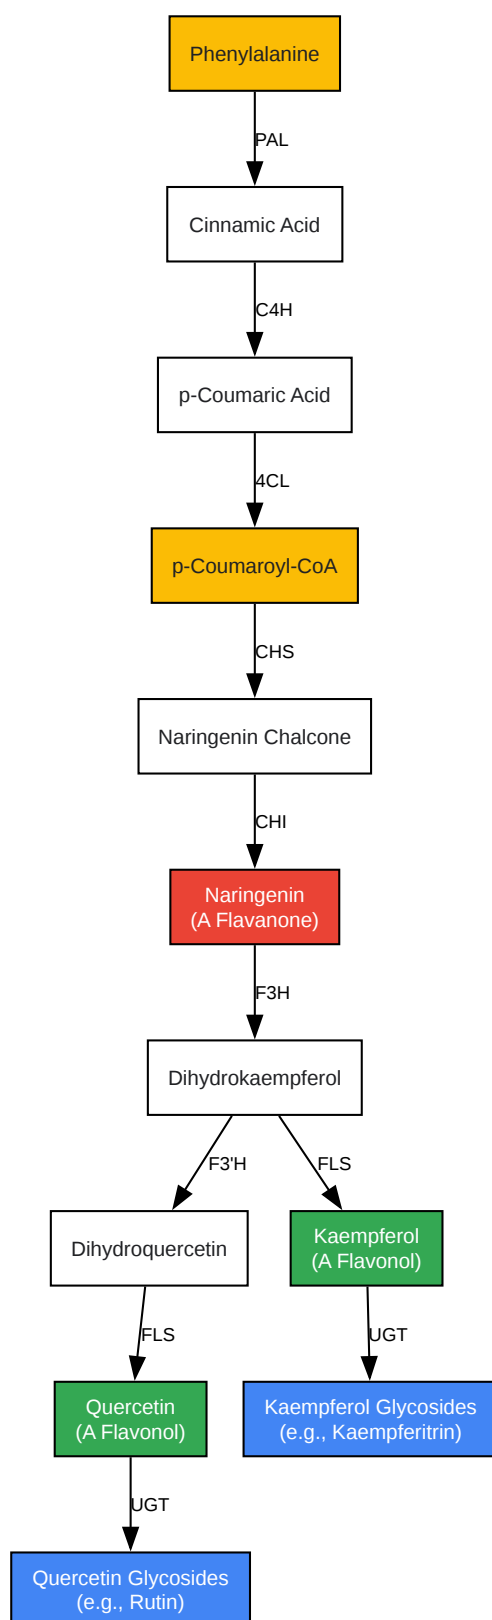 Phenylalanine
PAL
Cinnamic Acid
C4H
p-Coumaric Acid
4CL
p-Coumaroyl-CoA
CHS
Naringenin Chalcone
CHI
Naringenin
(A Flavanone)
F3H
Dihydrokaempferol
F3'H
FLS
Dihydroquercetin
Kaempferol
(A Flavonol)
FLS
UGT
Quercetin
(A Flavonol)
Kaempferol Glycosides
(e.g., Kaempferitrin)
UGT
Quercetin Glycosides
(e.g., Rutin)